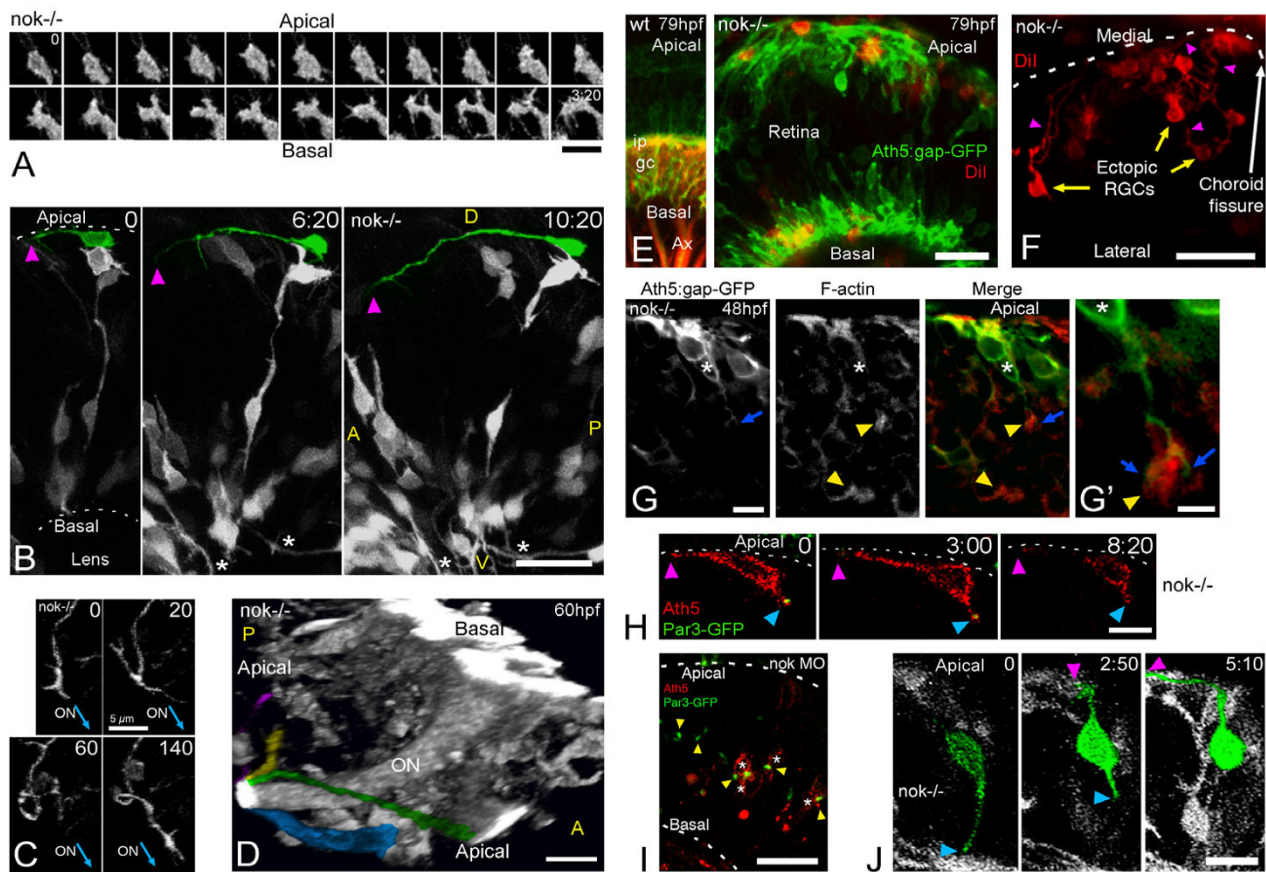 nok-/-
Apical
0
3:20
Basal
A
Apical
0
6:20
nok-/-
D
10:20
A
P
Basal
Lens
*
*
*
V
B
nok-/-
0
20
ON
5 µm
ON
60
140
ON
ON
C
nok-/-
60hpf
P
Basal
Apical
ON
A
Apical
D
wt 79hpf
Apical
ip
gc
Basal
Ax
E
nok-/-
79hpf
Apical
Retina
Ath5:gap-GFP
DiI
Basal
nok-/-
Medial
DiI
Ectopic
RGCs
Choroid
fissure
Lateral
F
Ath5:gap-GFP
F-actin
Merge
nok-/-
48hpf
Apical
*
*
*
*
G
G'
Apical
0
3:00
8:20
nok-/-
Ath5
Par3-GFP
H
Apical
nok MO
Ath5
Par3-GFP
*
*
*
*
Basal
I
Apical
0
2:50
5:10
nok-/-
J